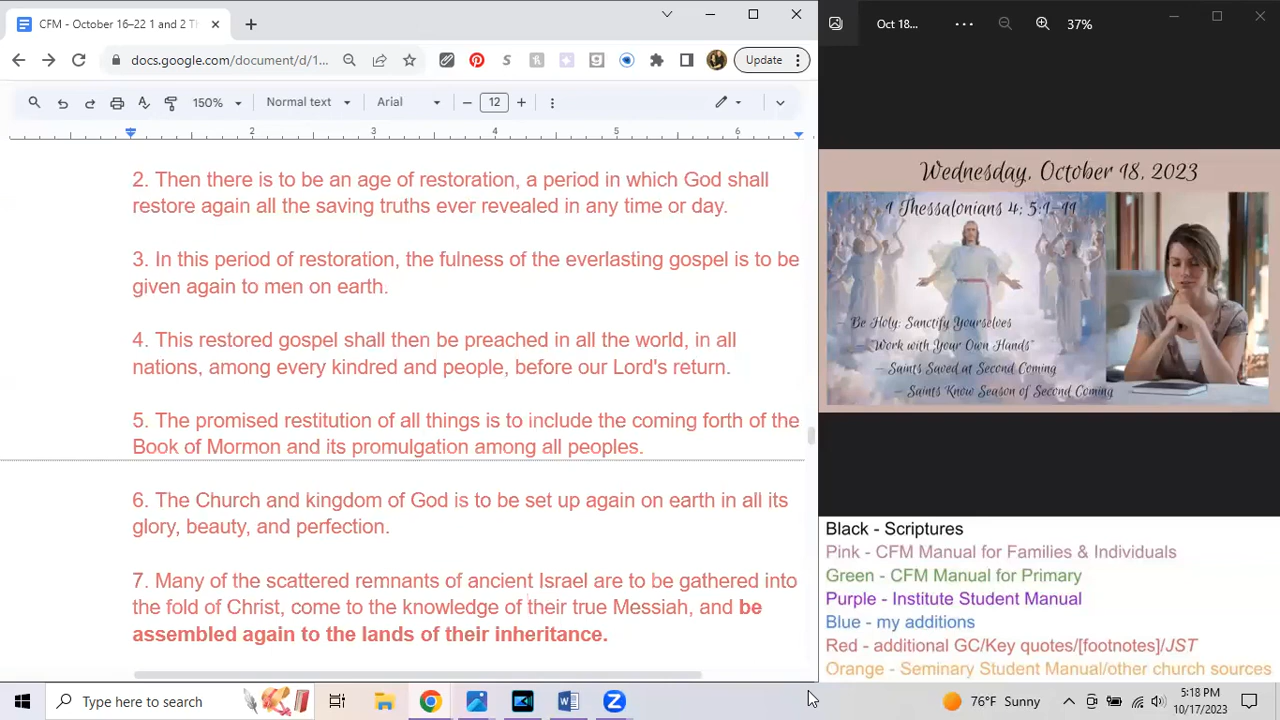 CFM - October 16–22 1 and 2 Th
docs.google.com/document/d/1...
Update
150%
Normal text
Arial
12
2
3
4
5
6
2. Then there is to be an age of restoration, a period in which God shall
restore again all the saving truths ever revealed in any time or day.
3. In this period of restoration, the fulness of the everlasting gospel is to be
given again to men on earth.
4. This restored gospel shall then be preached in all the world, in all
nations, among every kindred and people, before our Lord's return.
5. The promised restitution of all things is to include the coming forth of the
Book of Mormon and its promulgation among all peoples.
6. The Church and kingdom of God is to be set up again on earth in all its
glory, beauty, and perfection.
7. Many of the scattered remnants of ancient Israel are to be gathered into
the fold of Christ, come to the knowledge of their true Messiah, and be
assembled again to the lands of their inheritance.
Oct 18...
37%
Wednesday, October 18, 2023
1 Thessalonians 4; 5:1-11
- Be Holy; Sanctify Yourselves
- "Work with Your Own Hands"
- Saints Saved at Second Coming
- Saints Know Season of Second Coming
Black - Scriptures
Pink - CFM Manual for Families & Individuals
Green - CFM Manual for Primary
Purple - Institute Student Manual
Blue - my additions
Red - additional GC/Key quotes/[footnotes]/JST
Orange - Seminary Student Manual/other church sources
Type here to search
76°F Sunny
5:18 PM
10/17/2023